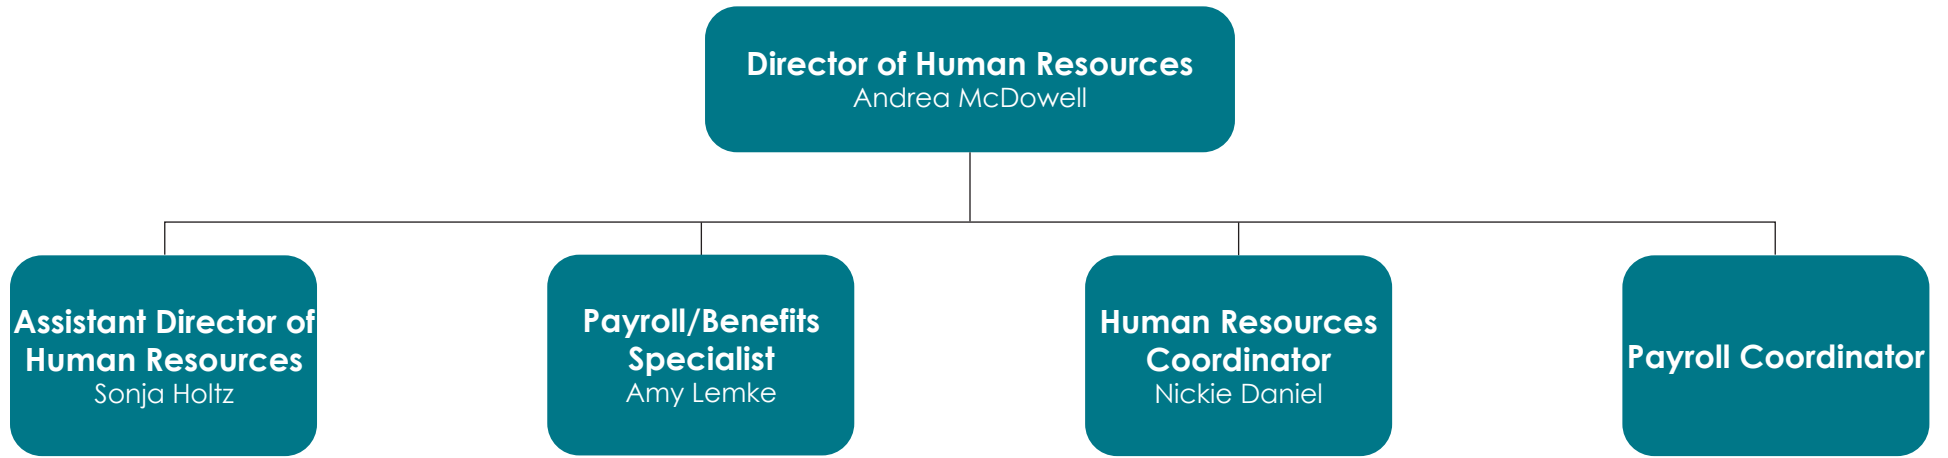 Director of Human Resources
Andrea McDowell
Assistant Director of
Human Resources
Sonja Holtz
Payroll/Benefits
Specialist
Amy Lemke
Human Resources
Coordinator
Nickie Daniel
Payroll Coordinator